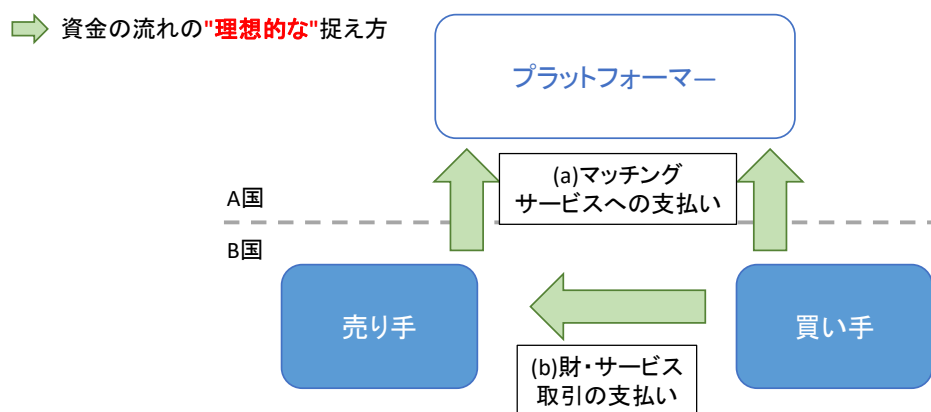 資金の流れの"理想的な"捉え方
プラットフォーマ―
(a)マッチング
サービスへの支払い
A国
B国
売り手
買い手
(b)財・サービス
取引の支払い